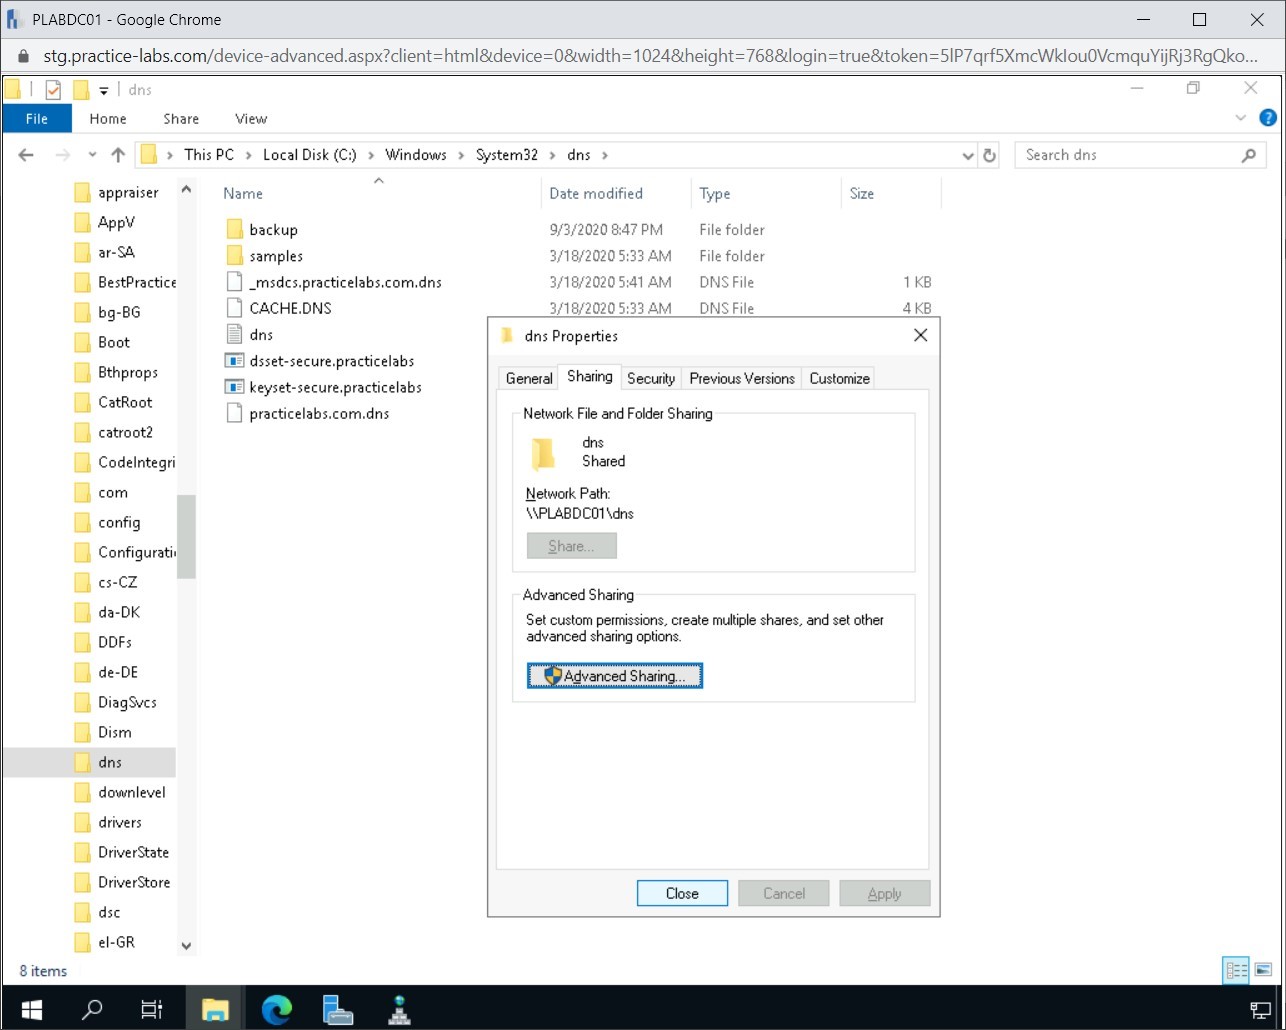 PLABDC01 - Google Chrome
stg.practice-labs.com/device-advanced.aspx?client=html&device=0&width=1024&height=768&login=true&token=5lP7qrf5XmcWkIou0VcmquYijRj3RgQko...
dns
File Home Share View
This PC > Local Disk (C:) > Windows > System32 > dns >
Search dns
appraiser
AppV
ar-SA
BestPractice
bg-BG
Boot
Bthprops
CatRoot
catroot2
CodeIntegri
com
config
Configurati
cs-CZ
da-DK
DDFs
de-DE
DiagSvcs
Dism
dns
downlevel
drivers
DriverState
DriverStore
dsc
el-GR
Name Date modified Type Size
backup 9/3/2020 8:47 PM File folder
samples 3/18/2020 5:33 AM File folder
_msdcs.practicelabs.com.dns 3/18/2020 5:41 AM DNS File 1 KB
CACHE.DNS 3/18/2020 5:33 AM DNS File 4 KB
dns
dsset-secure.practicelabs
keyset-secure.practicelabs
practicelabs.com.dns
dns Properties
General Sharing Security Previous Versions Customize
Network File and Folder Sharing
dns
Shared
Network Path:
\\PLABDC01\dns
Share...
Advanced Sharing
Set custom permissions, create multiple shares, and set other
advanced sharing options.
Advanced Sharing...
Close Cancel Apply
8 items